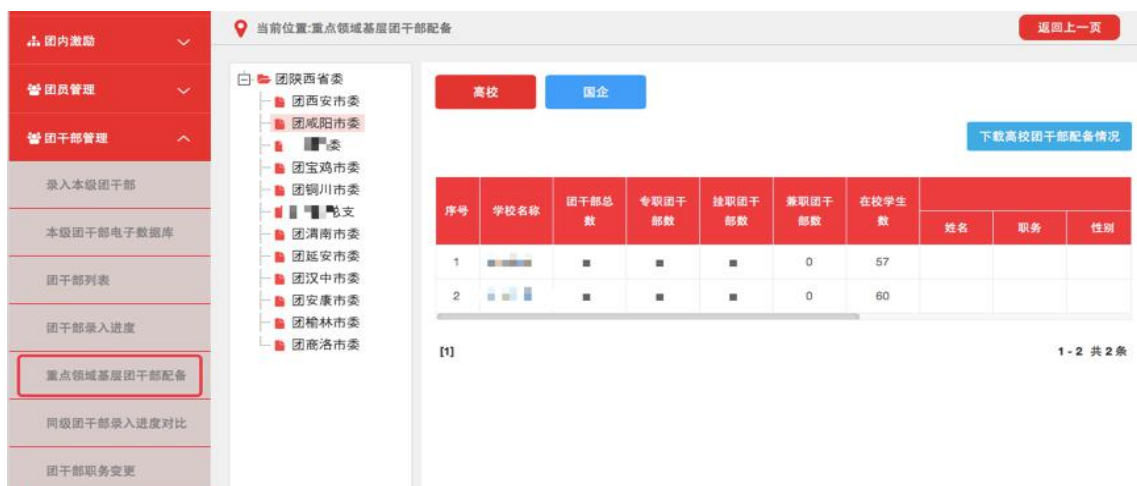 团内激励
团员管理
团干部管理
录入本级团干部
本级团干部电子数据库
团干部列表
团干部录入进度
重点领域基层团干部配备
同级团干部录入进度对比
团干部职务变更
当前位置:重点领域基层团干部配备
返回上一页
团陕西省委
团西安市委
团咸阳市委
委
团宝鸡市委
团铜川市委
总支
团渭南市委
团延安市委
团汉中市委
团安康市委
团榆林市委
团商洛市委
高校
国企
下载高校团干部配备情况
序号 学校名称 团干部总数 专职团干部数 挂职团干部数 兼职团干部数 在校学生数
姓名 职务 性别
1 0 57
2 0 60
[1]
1 - 2 共 2 条